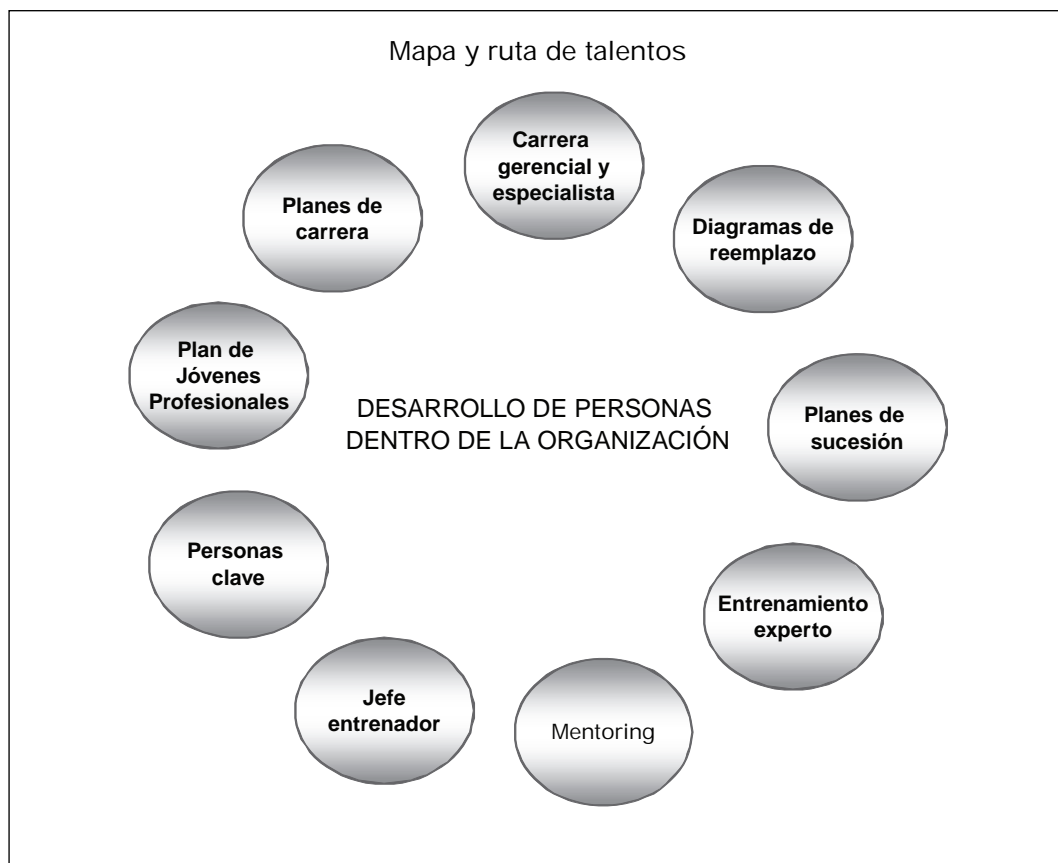 Mapa y ruta de talentos
Carrera
gerencial y
especialista
Planes de
carrera
Diagramas de
reemplazo
Plan de
Jóvenes
Profesionales
DESARROLLO DE PERSONAS
DENTRO DE LA ORGANIZACIÓN
Planes de
sucesión
Personas
clave
Entrenamiento
experto
Jefe
entrenador
Mentoring